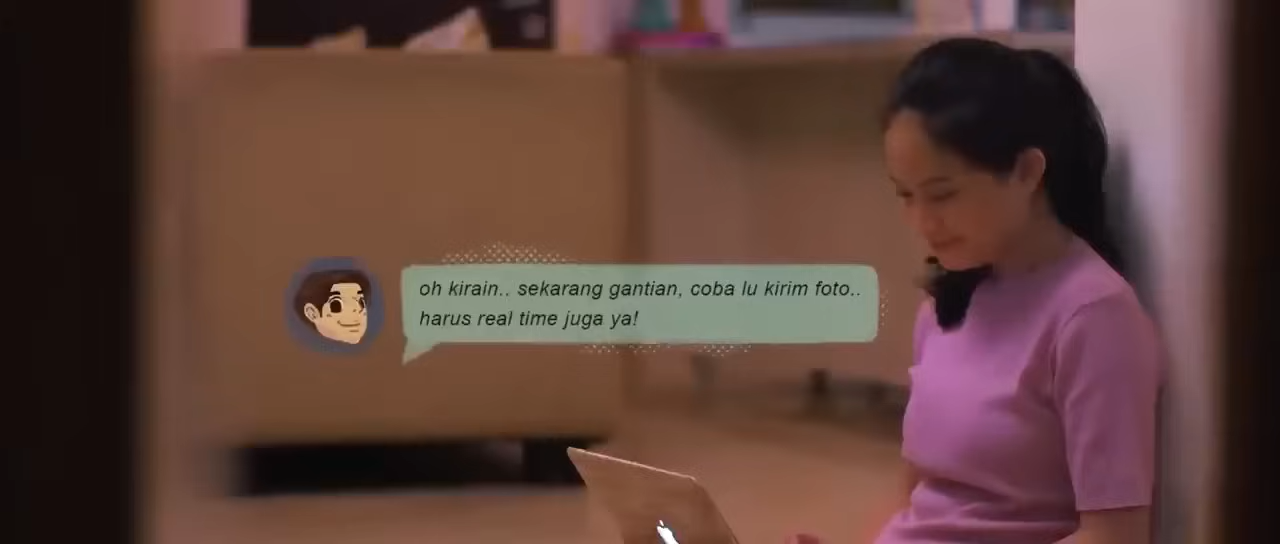 oh kirain.. sekarang gantian, coba lu kirim foto..
harus real time juga ya!